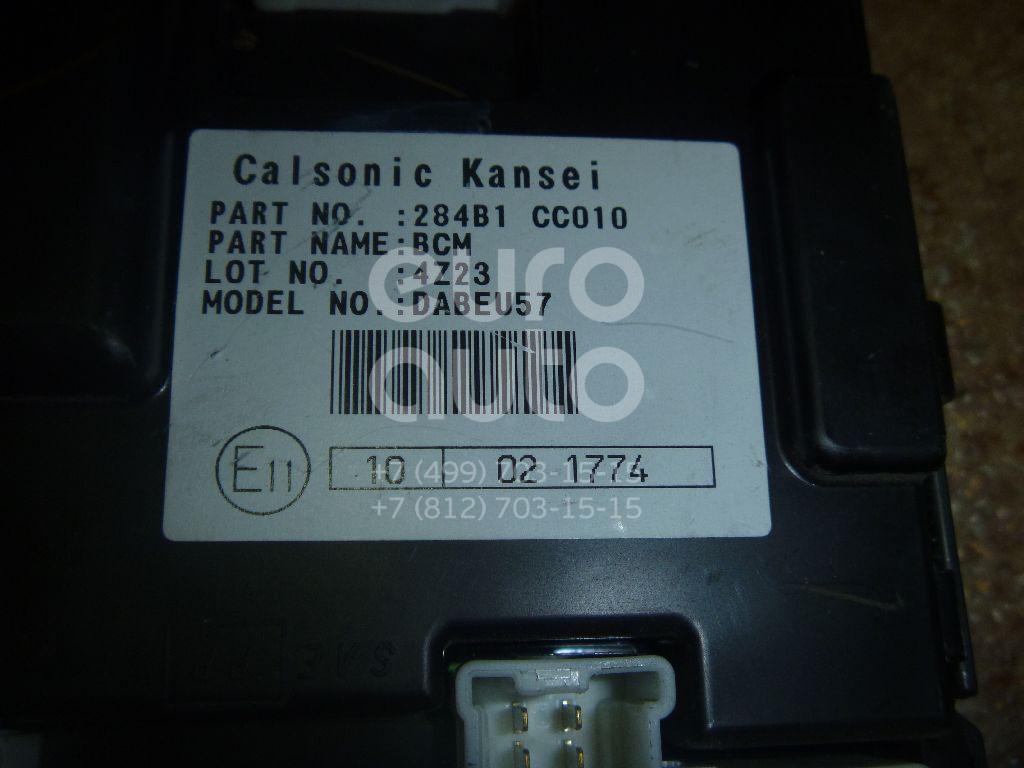 Calsonic Kansei
PART NO. :284B1 CC010
PART NAME:BCM
LOT NO. :4Z23
MODEL NO.:DABEU57
euro
auto
E11 10 02 1774
+7 (499) 703-15-15
+7 (812) 703-15-15